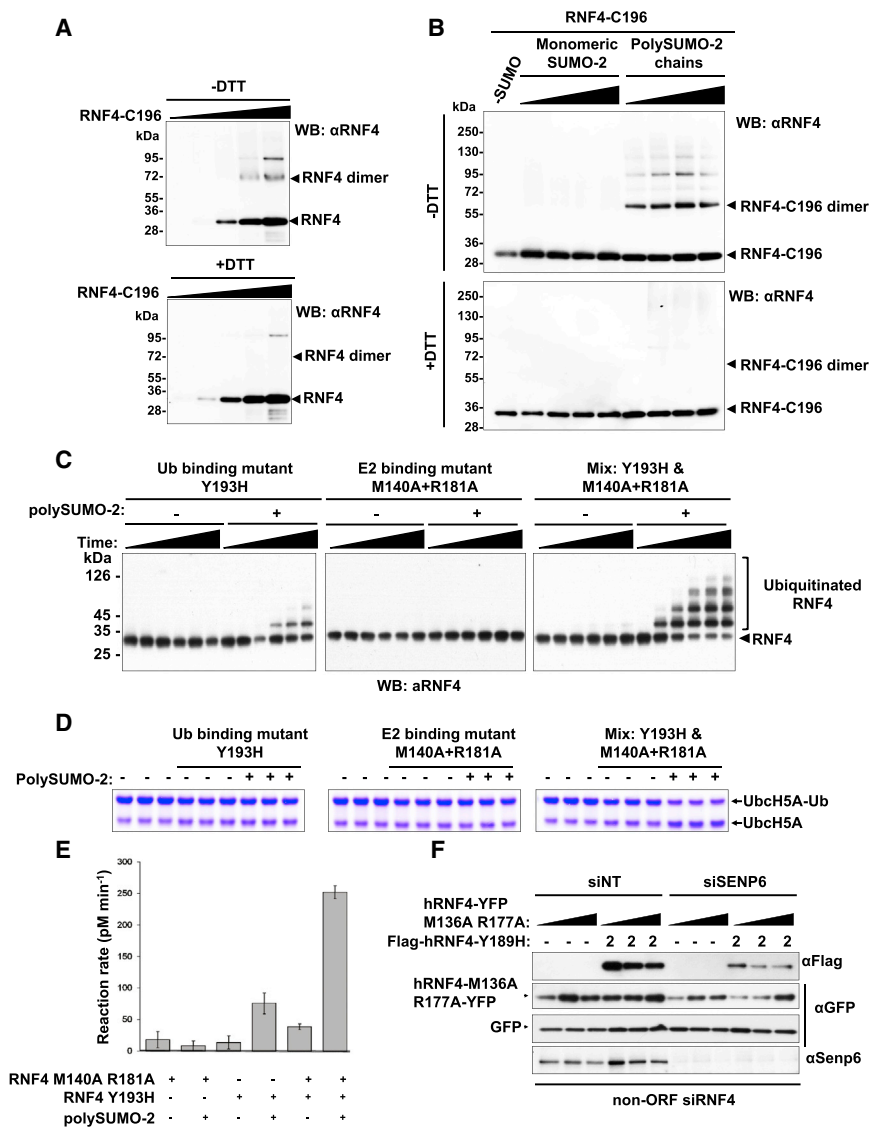 A
-DTT
RNF4-C196
kDa
WB: αRNF4
95-
72-
RNF4 dimer
55-
36-
RNF4
28-
+DTT
RNF4-C196
kDa
WB: αRNF4
95-
72-
RNF4 dimer
55-
36-
RNF4
28-
B
RNF4-C196
-SUMO
Monomeric
SUMO-2
PolySUMO-2
chains
kDa
-DTT
250-
130-
95-
72-
55-
36-
28-
WB: αRNF4
RNF4-C196 dimer
RNF4-C196
+DTT
250-
130-
95-
72-
55-
36-
28-
WB: αRNF4
RNF4-C196 dimer
RNF4-C196
C
Ub binding mutant
Y193H
E2 binding mutant
M140A+R181A
Mix: Y193H &
M140A+R181A
polySUMO-2: - + - + - +
Time:
kDa
126 -
45 -
35 -
25 -
Ubiquitinated
RNF4
RNF4
WB: aRNF4
D
Ub binding mutant
Y193H
E2 binding mutant
M140A+R181A
Mix: Y193H &
M140A+R181A
PolySUMO-2: - - - - - - + + + - - - - - - + + + - - - - - - + + +
UbcH5A-Ub
UbcH5A
E
Reaction rate (pM min⁻¹)
300
250
200
150
100
50
0
RNF4 M140A R181A + + - - + +
RNF4 Y193H - - + + + +
polySUMO-2 - + - + - +
F
siNT siSENP6
hRNF4-YFP
M136A R177A:
Flag-hRNF4-Y189H: - - - 2 2 2 - - - 2 2 2
αFlag
hRNF4-M136A
R177A-YFP
αGFP
GFP
αSenp6
non-ORF siRNF4